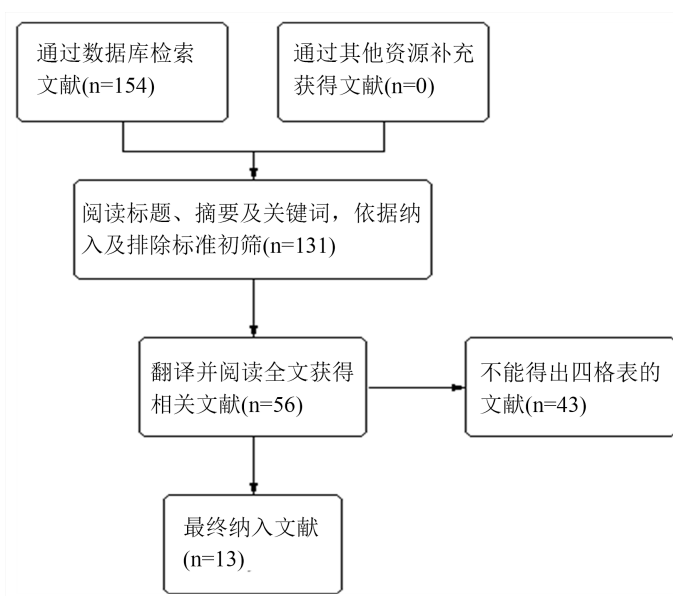 通过数据库检索
文献(n=154)
通过其他资源补充
获得文献(n=0)
阅读标题、摘要及关键词，依据纳
入及排除标准初筛(n=131)
翻译并阅读全文获得
相关文献(n=56)
不能得出四格表的
文献(n=43)
最终纳入文献
(n=13)